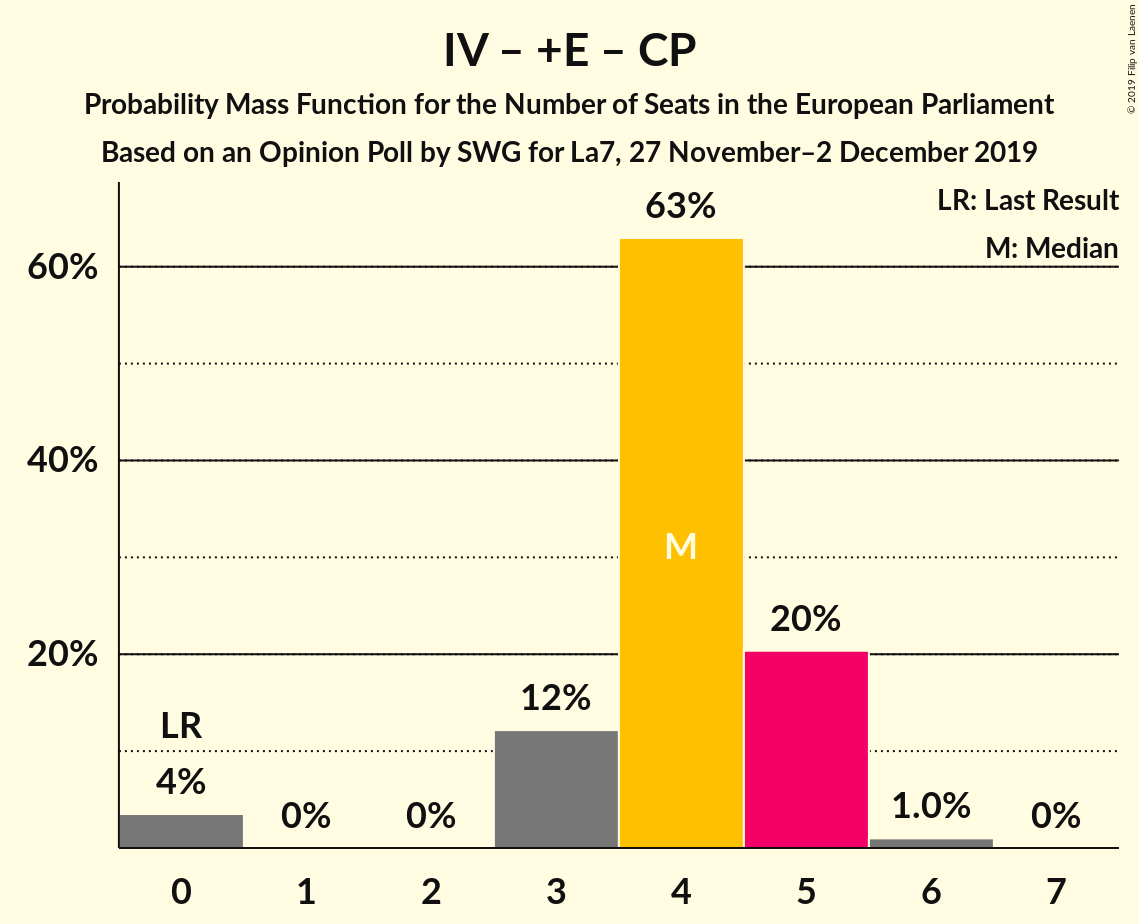 IV – +E – CP
Probability Mass Function for the Number of Seats in the European Parliament
Based on an Opinion Poll by SWG for La7, 27 November–2 December 2019
© 2019 Filip van Laenen
LR: Last Result
M: Median
60%
40%
20%
LR
4%
0%
0%
12%
63%
M
20%
1.0%
0%
0 1 2 3 4 5 6 7